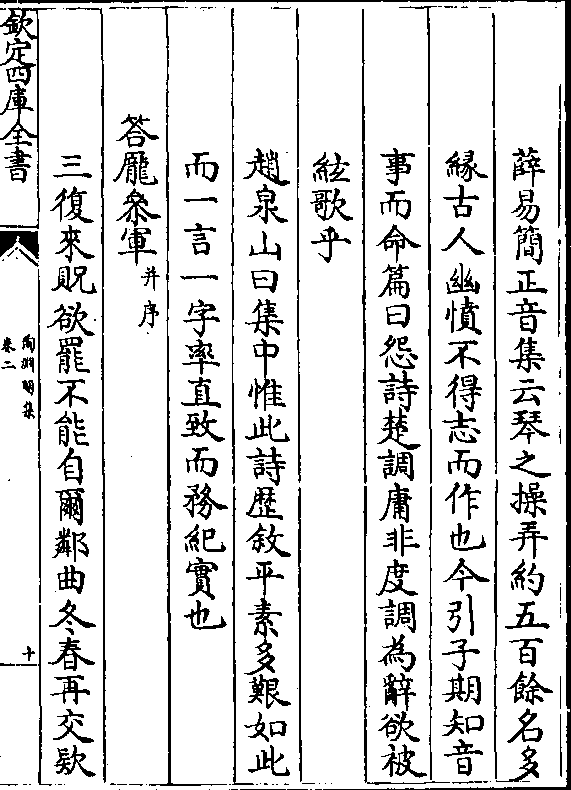 薛易簡正音集云琴之操弄約五百餘名多
緣古人幽憤不得志而作也今引子期知音
事而命篇曰怨詩楚調庸非度調為辭欲被
絃歌乎
趙泉山曰集中惟此詩歴敘平素多艱如此
而一言一字率直致而務紀實也
答龎叅軍并序
三復來貺欲罷不能自爾鄰曲冬春再交欵
欽定四庫全書
陶淵明集
卷二
十